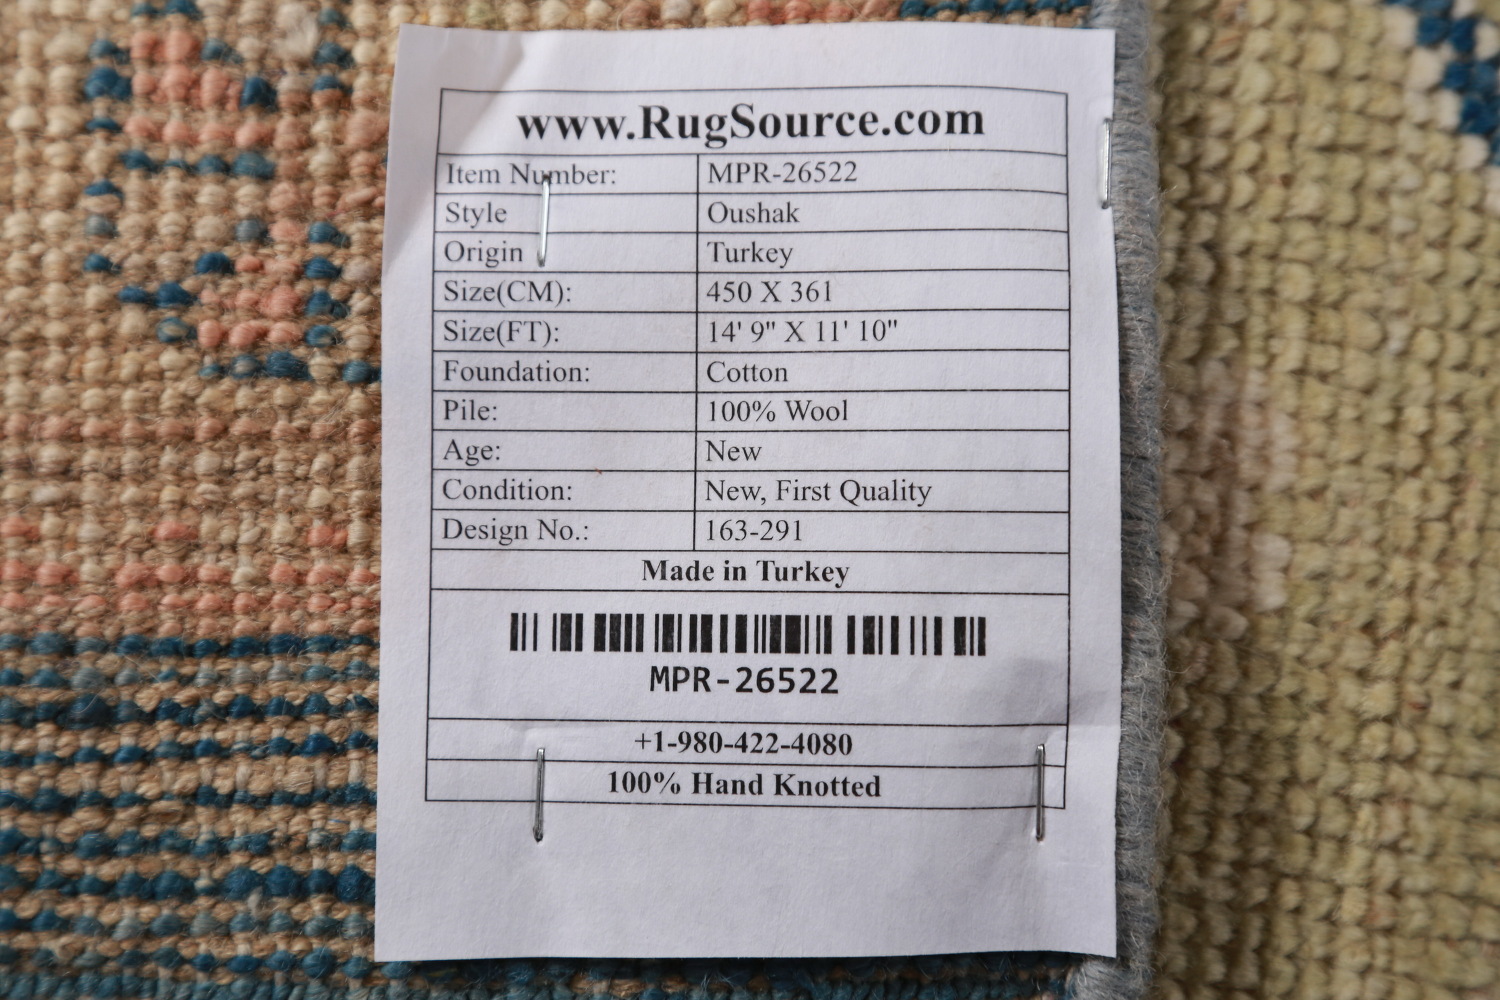 www.RugSource.com
Item Number: MPR-26522
Style Oushak
Origin Turkey
Size(CM): 450 X 361
Size(FT): 14' 9" X 11' 10"
Foundation: Cotton
Pile: 100% Wool
Age: New
Condition: New, First Quality
Design No.: 163-291
Made in Turkey
MPR-26522
+1-980-422-4080
100% Hand Knotted